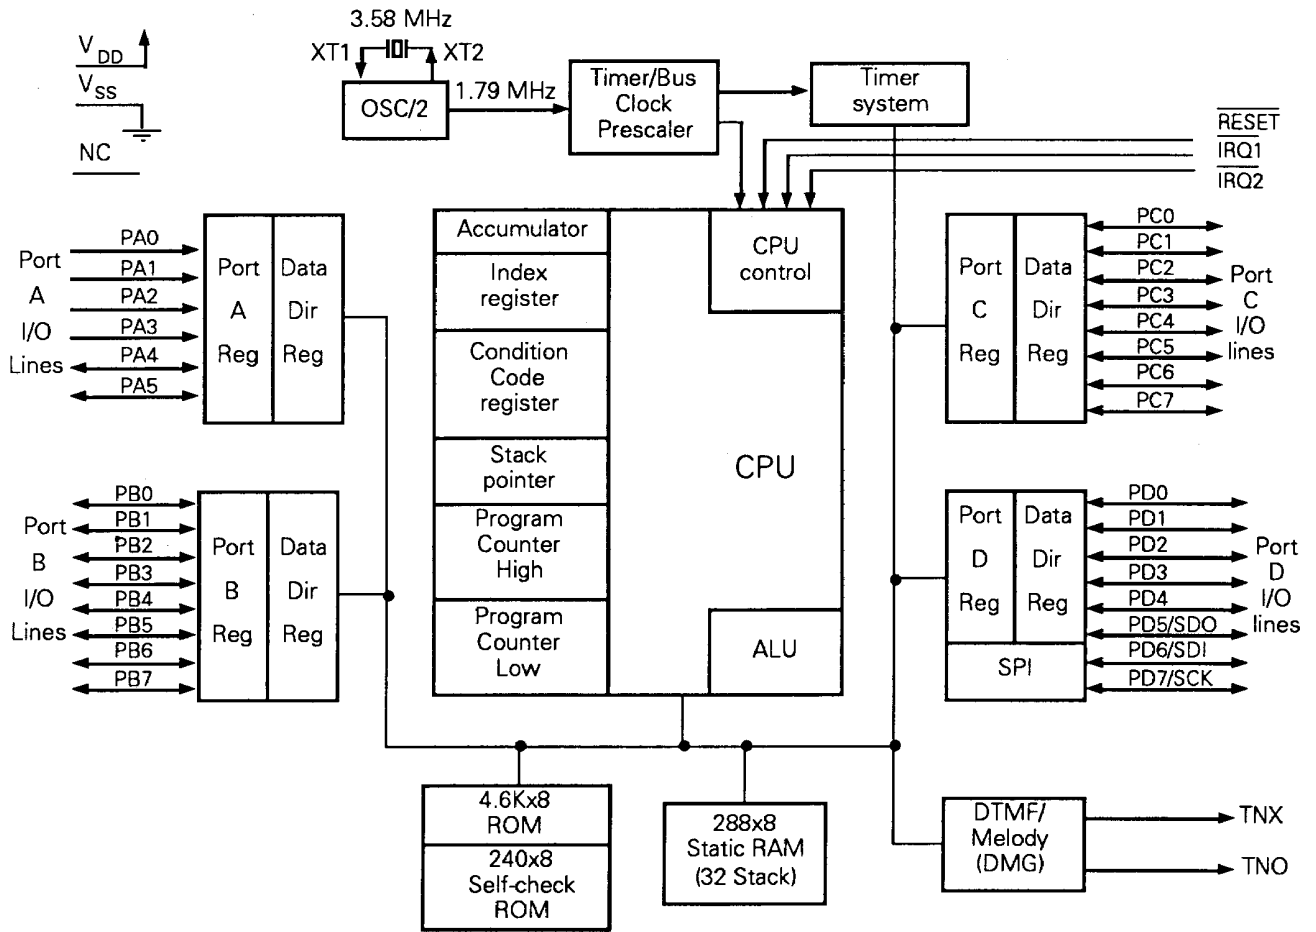 3.58 MHz
XT1
XT2
V DD
V SS
NC
OSC/2
1.79 MHz
Timer/Bus
Clock
Prescaler
Timer
system
RESET
IRQ1
IRQ2
Port
A
I/O
Lines
PA0
PA1
PA2
PA3
PA4
PA5
Port
A
Reg
Data
Dir
Reg
Port
B
I/O
Lines
PB0
PB1
PB2
PB3
PB4
PB5
PB6
PB7
Port
B
Reg
Data
Dir
Reg
Accumulator
Index
register
Condition
Code
register
Stack
pointer
Program
Counter
High
Program
Counter
Low
CPU
control
CPU
ALU
Port
C
Reg
Data
Dir
Reg
PC0
PC1
PC2
PC3
PC4
PC5
PC6
PC7
Port
C
I/O
lines
Port
D
Reg
Data
Dir
Reg
SPI
PD0
PD1
PD2
PD3
PD4
PD5/SDO
PD6/SDI
PD7/SCK
Port
D
I/O
lines
4.6Kx8
ROM
240x8
Self-check
ROM
288x8
Static RAM
(32 Stack)
DTMF/
Melody
(DMG)
TNX
TNO